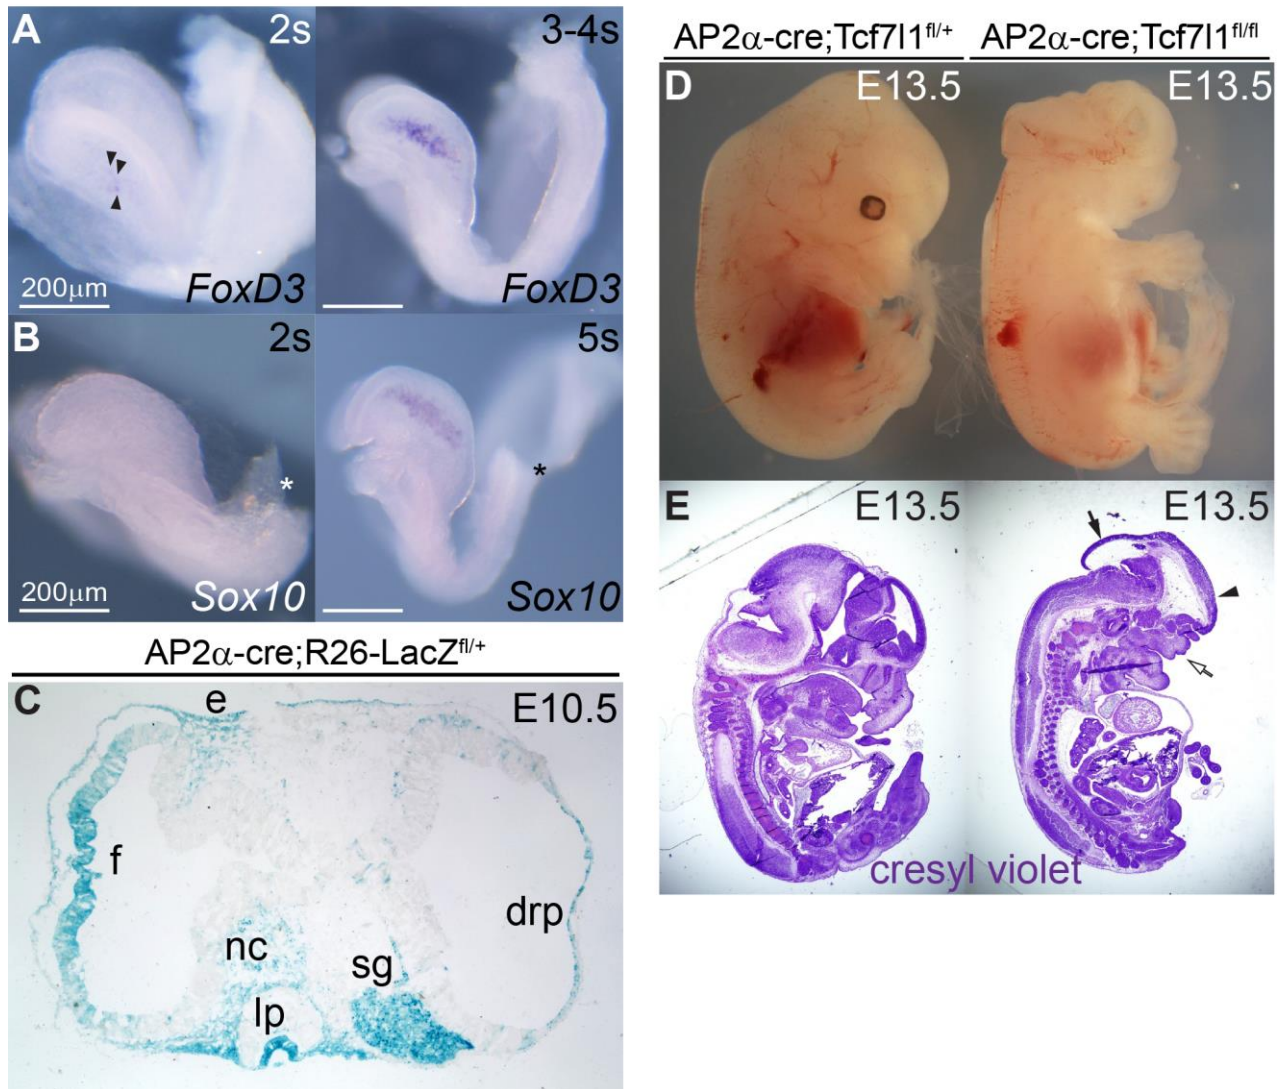 A
2s
3-4s
200μm
FoxD3
FoxD3
B
2s
5s
*
*
200μm
Sox10
Sox10
AP2α-cre;R26-LacZfl/+
C
e
E10.5
f
drp
nc
sg
lp
AP2α-cre;Tcf7l1fl/+
AP2α-cre;Tcf7l1fl/fl
D
E13.5
E13.5
E
E13.5
E13.5
cresyl violet